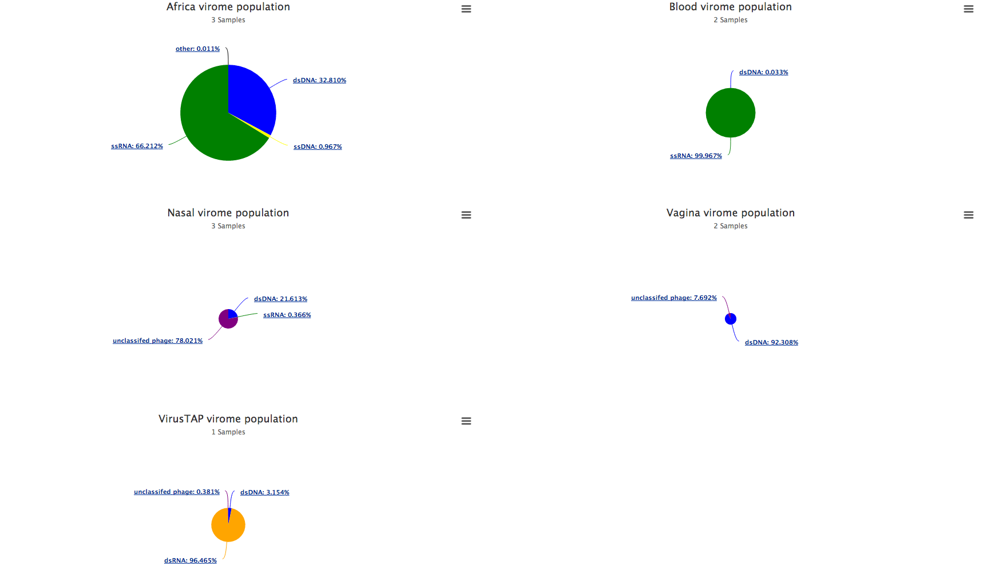 Africa virome population
3 Samples
other: 0.011%
dsDNA: 32.810%
ssRNA: 66.212%
ssDNA: 0.967%
Blood virome population
2 Samples
dsDNA: 0.033%
ssRNA: 99.967%
Nasal virome population
3 Samples
dsDNA: 21.613%
ssRNA: 0.366%
unclassifed phage: 78.021%
Vagina virome population
2 Samples
unclassifed phage: 7.692%
dsDNA: 92.308%
VirusTAP virome population
1 Samples
unclassifed phage: 0.381%
dsDNA: 3.154%
dsRNA: 96.465%